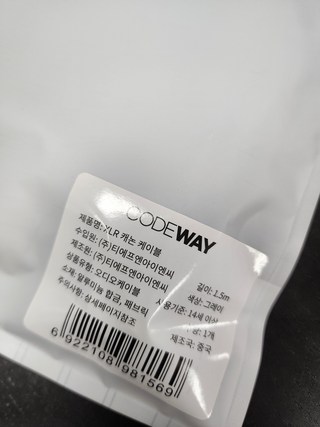 CODEWAY
제품명: XLR 캐논 케이블
수입원: (주)티에프엔아이엔씨
제조원: (주)티에프엔아이엔씨
상품유형: 오디오케이블
소재: 알루미늄 합금, 패브릭
주의사항: 상세페이지참조
길이: 1.5m
색상: 그레이
사용기준: 14세 이상
1개
제조국: 중국
6 922108 981569